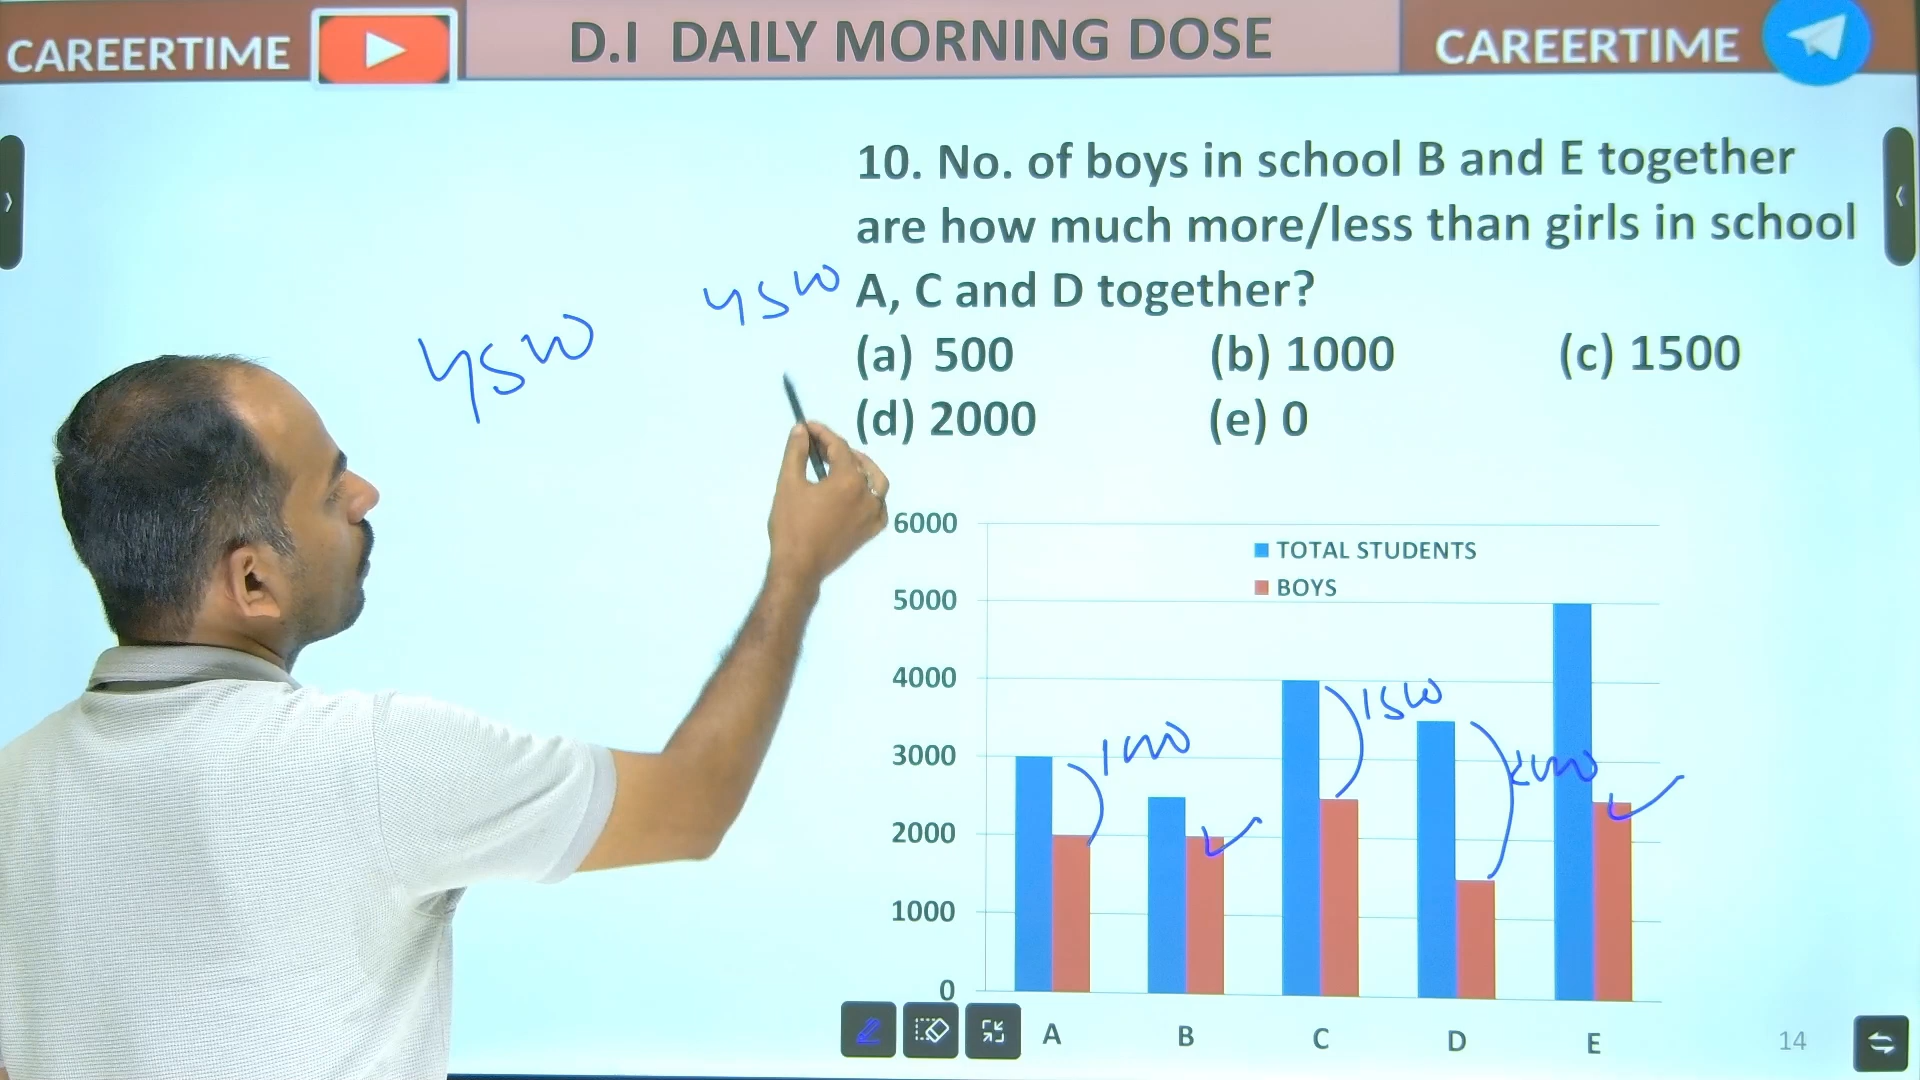 CAREERTIME
D.I DAILY MORNING DOSE
CAREERTIME
10. No. of boys in school B and E together
are how much more/less than girls in school
A, C and D together?
(a) 500 (b) 1000 (c) 1500
(d) 2000 (e) 0
4500
4500
6000
5000
4000
3000
2000
1000
0
TOTAL STUDENTS
BOYS
1000
1500
2000
A B C D E
14